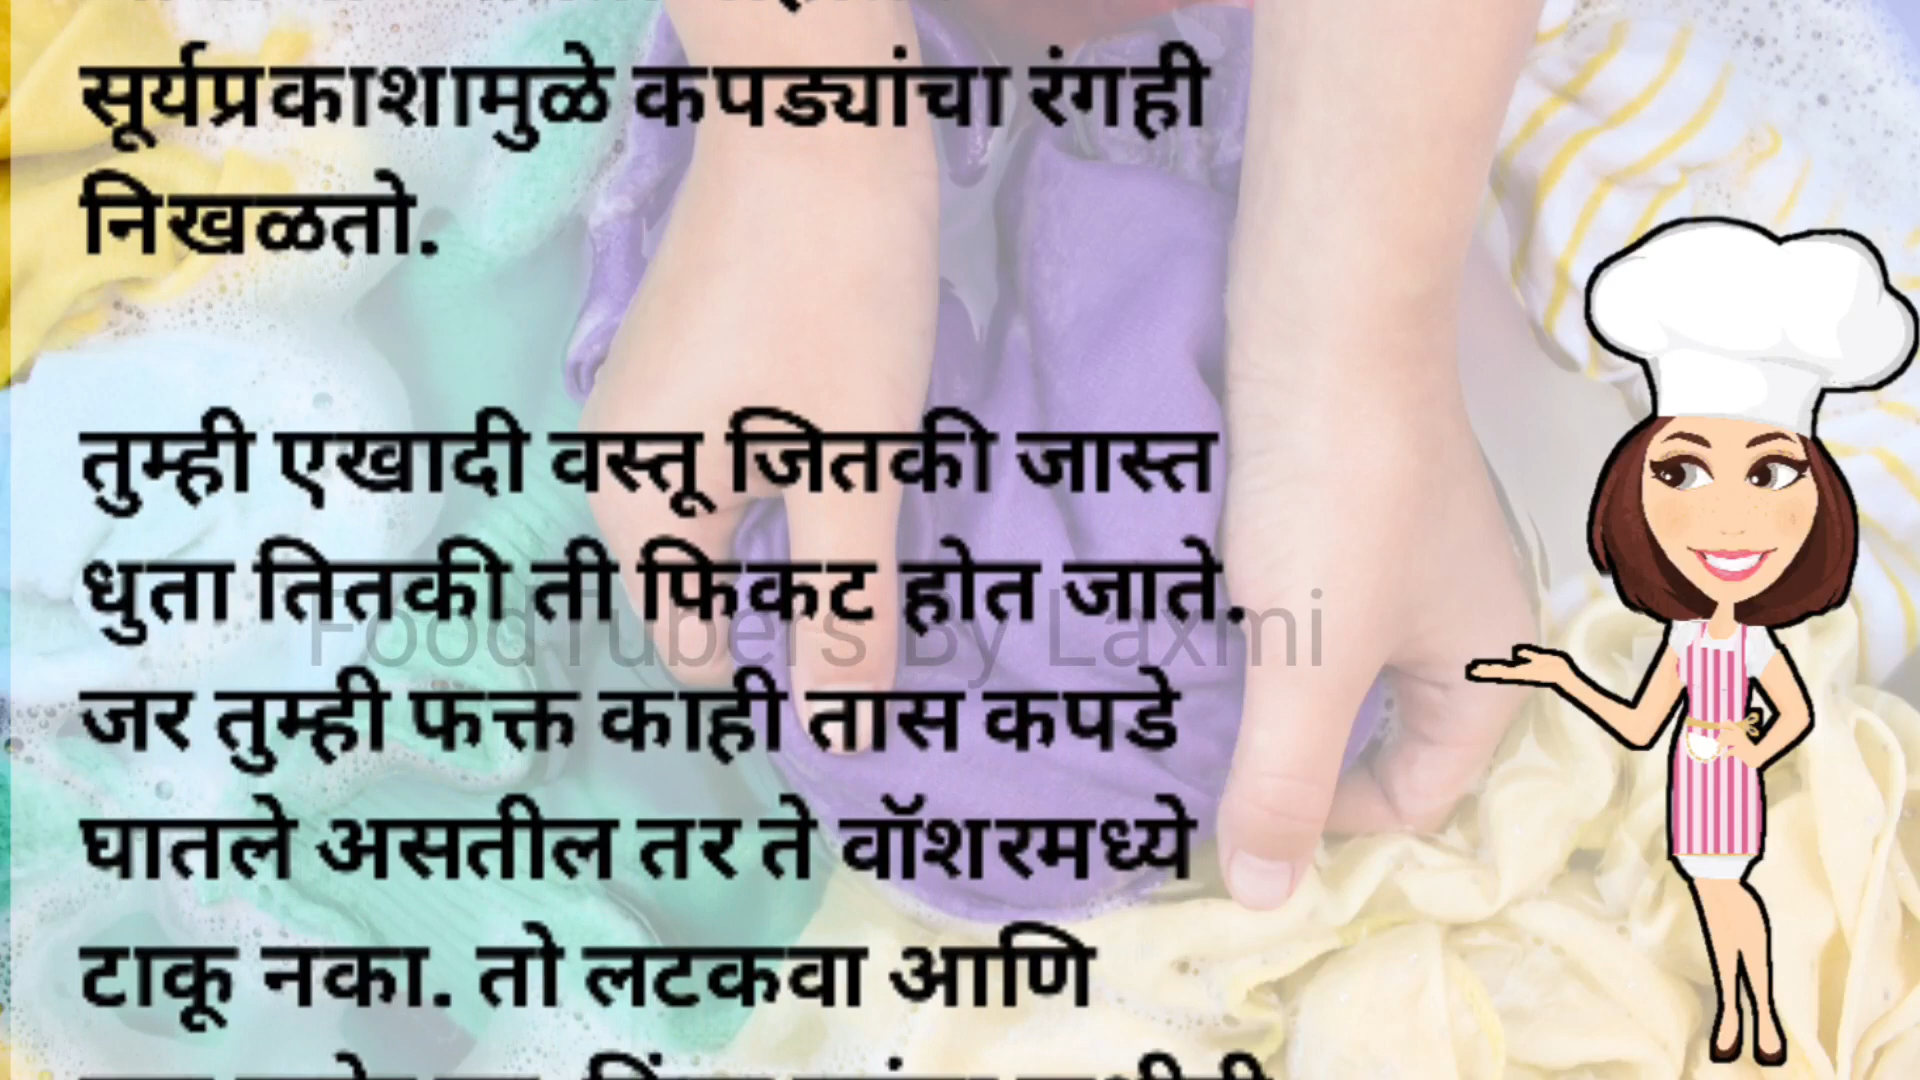 सूर्यप्रकाशामुळे कपड्यांचा रंगही
निखळतो.
तुम्ही एखादी वस्तू जितकी जास्त
धुता तितकी ती फिकट होत जाते.
FoodTubers By Laxmi
जर तुम्ही फक्त काही तास कपडे
घातले असतील तर ते वॉशरमध्ये
टाकू नका. तो लटकवा आणि